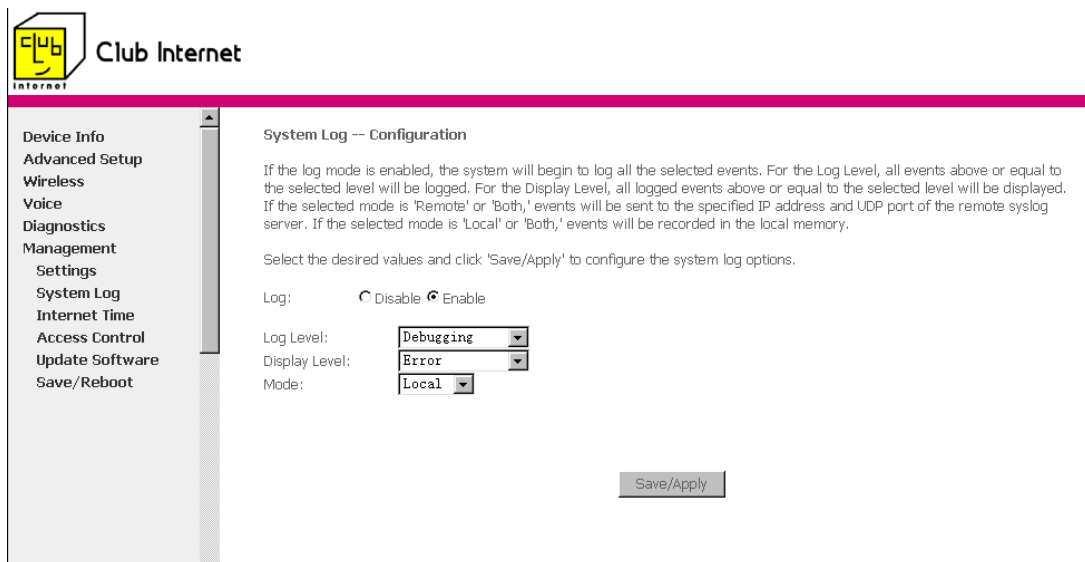 club
internet
Club Internet
Device Info
Advanced Setup
Wireless
Voice
Diagnostics
Management
Settings
System Log
Internet Time
Access Control
Update Software
Save/Reboot
System Log -- Configuration
If the log mode is enabled, the system will begin to log all the selected events. For the Log Level, all events above or equal to
the selected level will be logged. For the Display Level, all logged events above or equal to the selected level will be displayed.
If the selected mode is 'Remote' or 'Both,' events will be sent to the specified IP address and UDP port of the remote syslog
server. If the selected mode is 'Local' or 'Both,' events will be recorded in the local memory.
Select the desired values and click 'Save/Apply' to configure the system log options.
Log: Disable Enable
Log Level: Debugging
Display Level: Error
Mode: Local
Save/Apply